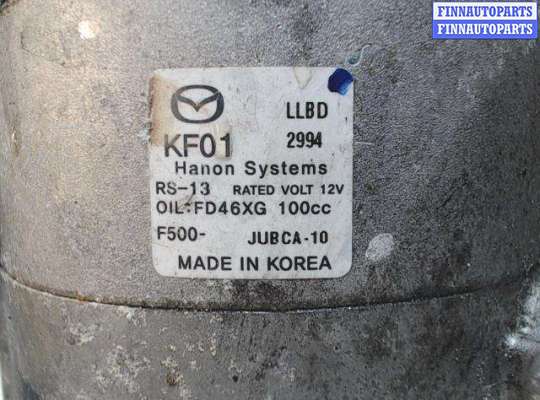 FINNAUTOPARTS
FINNAUTOPARTS
LLBD
KF01 2994
Hanon Systems
RS-13 RATED VOLT 12V
OIL:FD46XG 100cc
F500- JUBCA-10
MADE IN KOREA